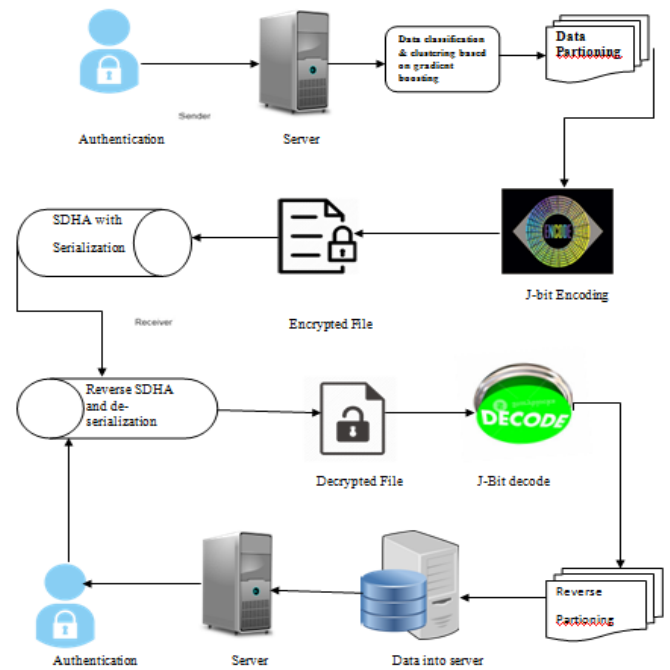 Data classification
& clustering based
on gradient
boosting
Data
Partioning
Sender
Authentication
Server
SDHA with
Serialization
ENCODE
J-bit Encoding
Encrypted File
Receiver
Reverse SDHA
and de-
serialization
DECODE
Decrypted File
J-Bit decode
Reverse
Partioning
Authentication
Server
Data into server